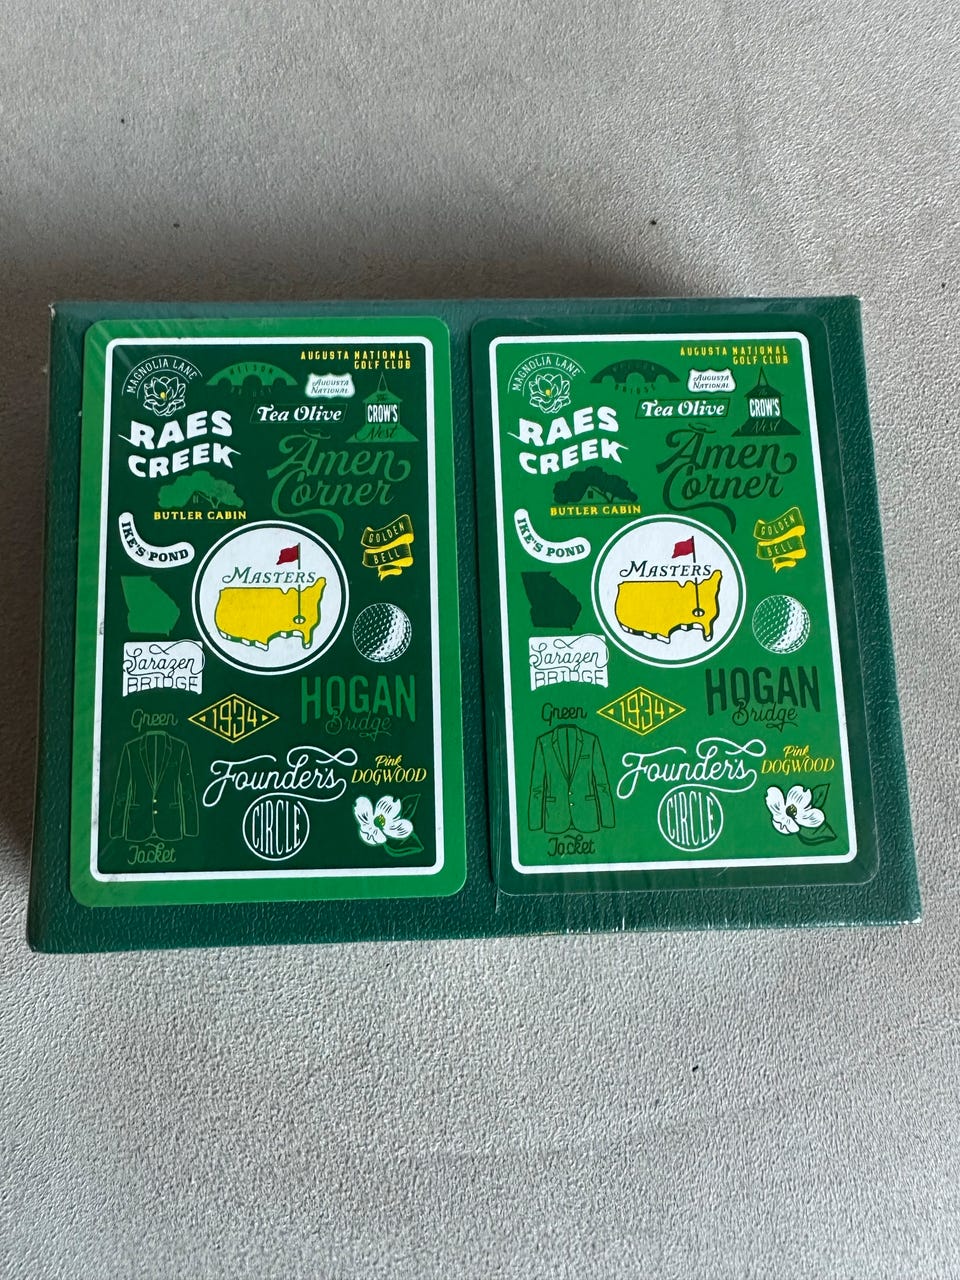 MAGNOLIA LANE
NELSON
AUGUSTA NATIONAL
GOLF CLUB
AUGUSTA
NATIONAL
Tea Olive
CROW'S
Nest
RAES
CREEK
Amen
Corner
BUTLER CABIN
IKE'S POND
GOLDEN
BELL
MASTERS
Sarazen
BRIDGE
1934
HOGAN
Bridge
Green
Jacket
Founder's
CIRCLE
Pink
DOGWOOD
MAGNOLIA LANE
BRIDGE
AUGUSTA NATIONAL
GOLF CLUB
AUGUSTA
NATIONAL
Tea Olive
CROW'S
Nest
RAES
CREEK
Amen
Corner
BUTLER CABIN
IKE'S POND
GOLDEN
BELL
MASTERS
Sarazen
BRIDGE
1934
HOGAN
Bridge
Green
Jacket
Founder's
CIRCLE
Pink
DOGWOOD